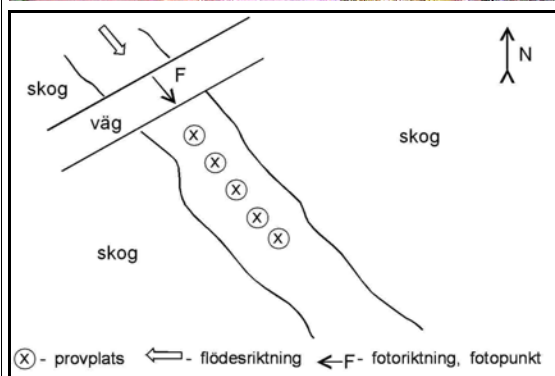 F
N
skog
väg
skog
skog
X
X
X
X
X
X - provplats - flödesriktning F- fotoriktning, fotopunkt